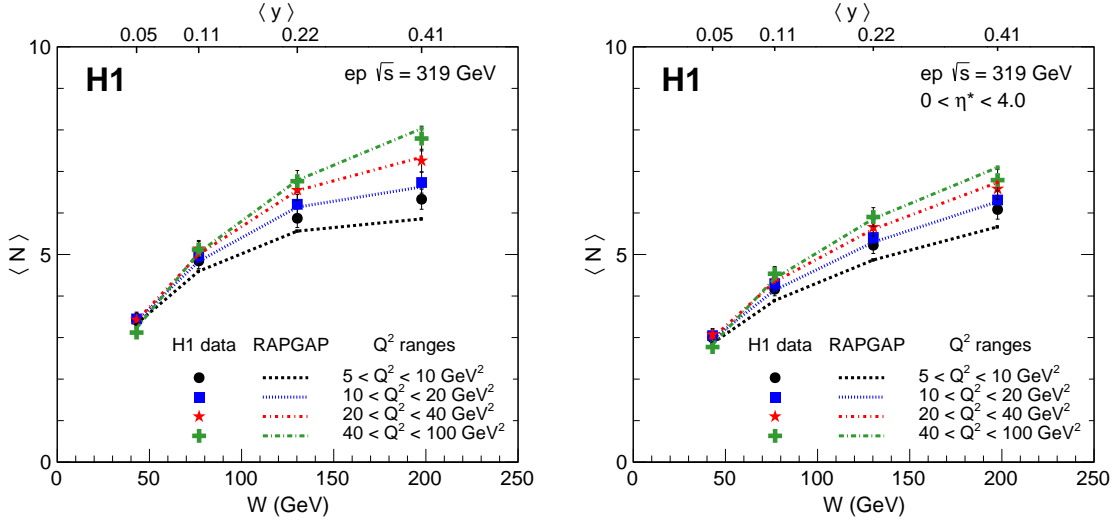 ⟨ y ⟩
0.05 0.11 0.22 0.41
10
H1
ep √s = 319 GeV
5
⟨ N ⟩
H1 data RAPGAP Q² ranges
5 < Q² < 10 GeV²
10 < Q² < 20 GeV²
20 < Q² < 40 GeV²
40 < Q² < 100 GeV²
0
0 50 100 150 200 250
W (GeV)
⟨ y ⟩
0.05 0.11 0.22 0.41
10
H1
ep √s = 319 GeV
0 < η* < 4.0
5
⟨ N ⟩
H1 data RAPGAP Q² ranges
5 < Q² < 10 GeV²
10 < Q² < 20 GeV²
20 < Q² < 40 GeV²
40 < Q² < 100 GeV²
0
0 50 100 150 200 250
W (GeV)